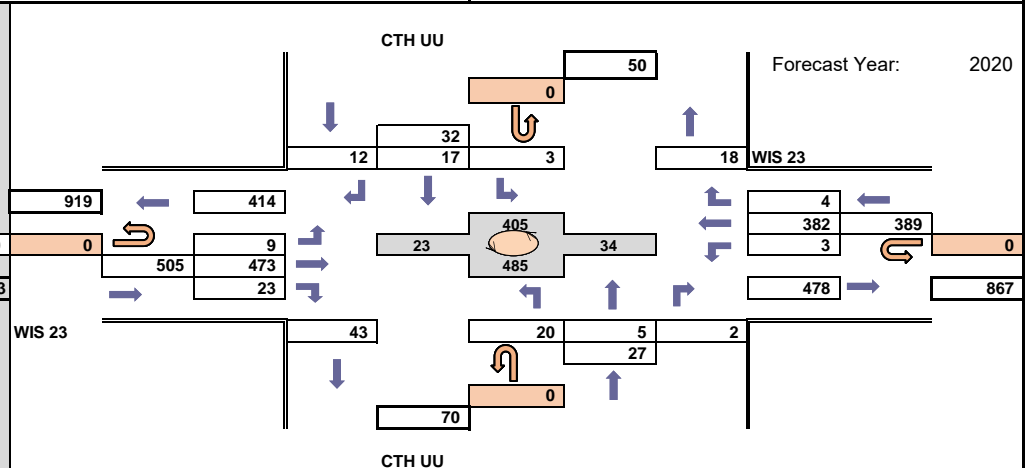 CTH UU
50 Forecast Year: 2020
0
32
12 17 3 18 WIS 23
919 414 4
405 382 389
0 9 23 34 3 0
505 473 485
3 23 478 867
WIS 23 43 20 5 2
27
0
70
CTH UU